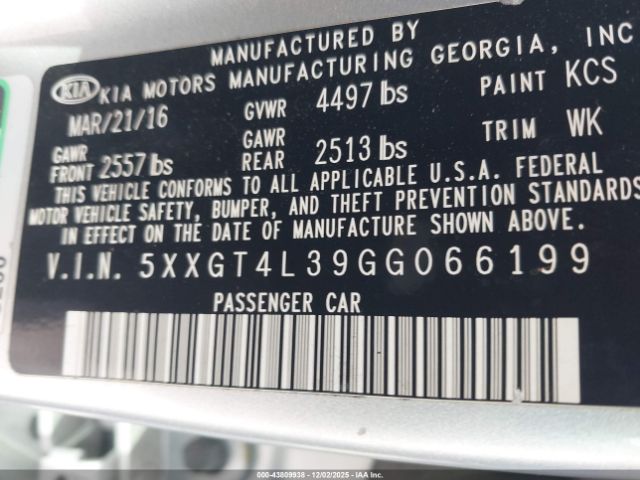 MANUFACTURED BY
KIA KIA MOTORS MANUFACTURING GEORGIA, INC
MAR/21/16 GVWR 4497 lbs PAINT KCS
GAWR FRONT 2557 lbs GAWR REAR 2513 lbs TRIM WK
THIS VEHICLE CONFORMS TO ALL APPLICABLE U.S.A. FEDERAL
MOTOR VEHICLE SAFETY, BUMPER, AND THEFT PREVENTION STANDARDS
IN EFFECT ON THE DATE OF MANUFACTURE SHOWN ABOVE.
V.I.N. 5XXGT4L39GG066199
PASSENGER CAR
000-43809938 - 12/02/2025 - IAAI.COM